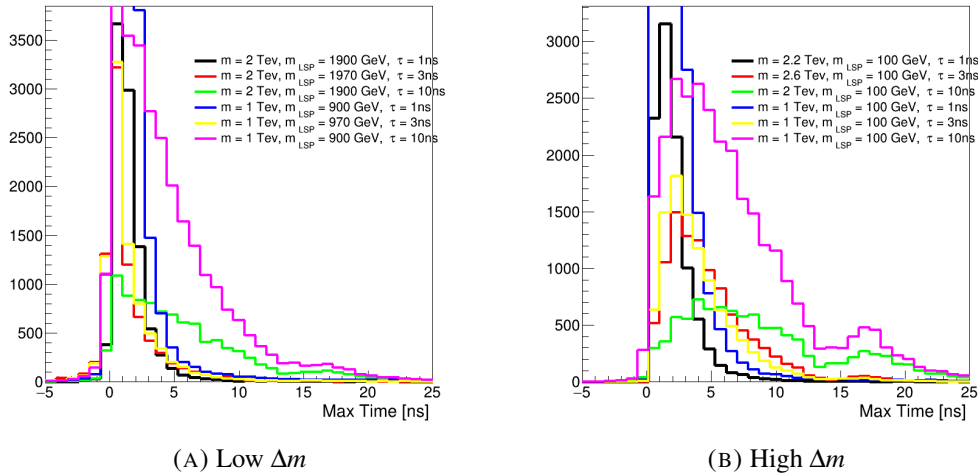 3500
3000
2500
2000
1500
1000
500
0
m = 2 Tev, m LSP = 1900 GeV, τ = 1ns
m = 2 Tev, m LSP = 1970 GeV, τ = 3ns
m = 2 Tev, m LSP = 1900 GeV, τ = 10ns
m = 1 Tev, m LSP = 900 GeV, τ = 1ns
m = 1 Tev, m LSP = 970 GeV, τ = 3ns
m = 1 Tev, m LSP = 900 GeV, τ = 10ns
−5 0 5 10 15 20 25
Max Time [ns]
(A) Low Δm
3000
2500
2000
1500
1000
500
0
m = 2.2 Tev, m LSP = 100 GeV, τ = 1ns
m = 2.6 Tev, m LSP = 100 GeV, τ = 3ns
m = 2 Tev, m LSP = 100 GeV, τ = 10ns
m = 1 Tev, m LSP = 100 GeV, τ = 1ns
m = 1 Tev, m LSP = 100 GeV, τ = 3ns
m = 1 Tev, m LSP = 100 GeV, τ = 10ns
−5 0 5 10 15 20 25
Max Time [ns]
(B) High Δm